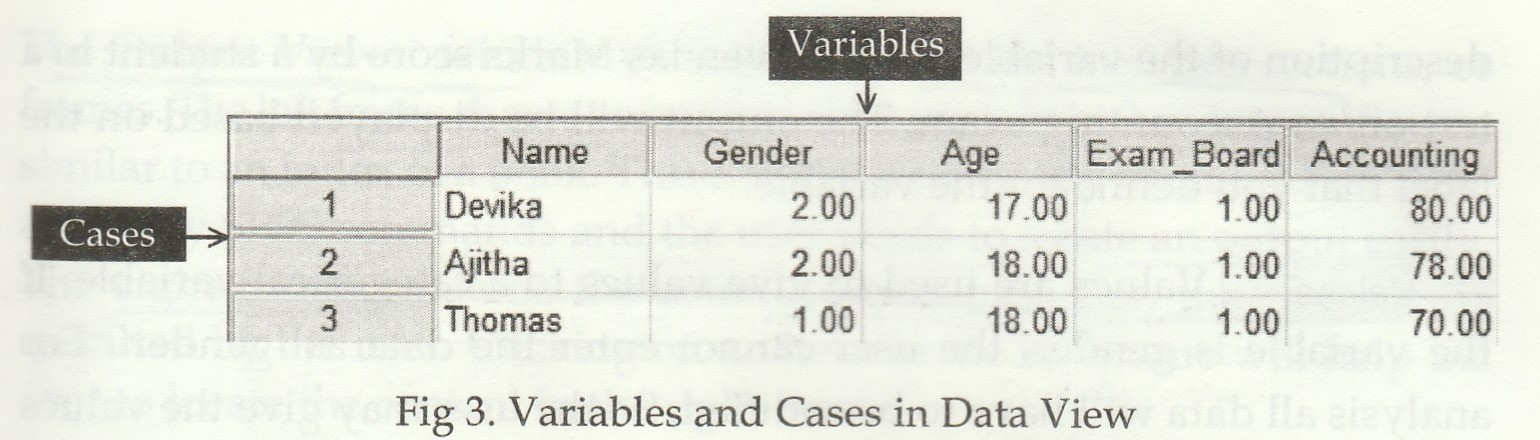 Variables
Name Gender Age Exam_Board Accounting
1 Devika 2.00 17.00 1.00 80.00
Cases
2 Ajitha 2.00 18.00 1.00 78.00
3 Thomas 1.00 18.00 1.00 70.00
Fig 3. Variables and Cases in Data View